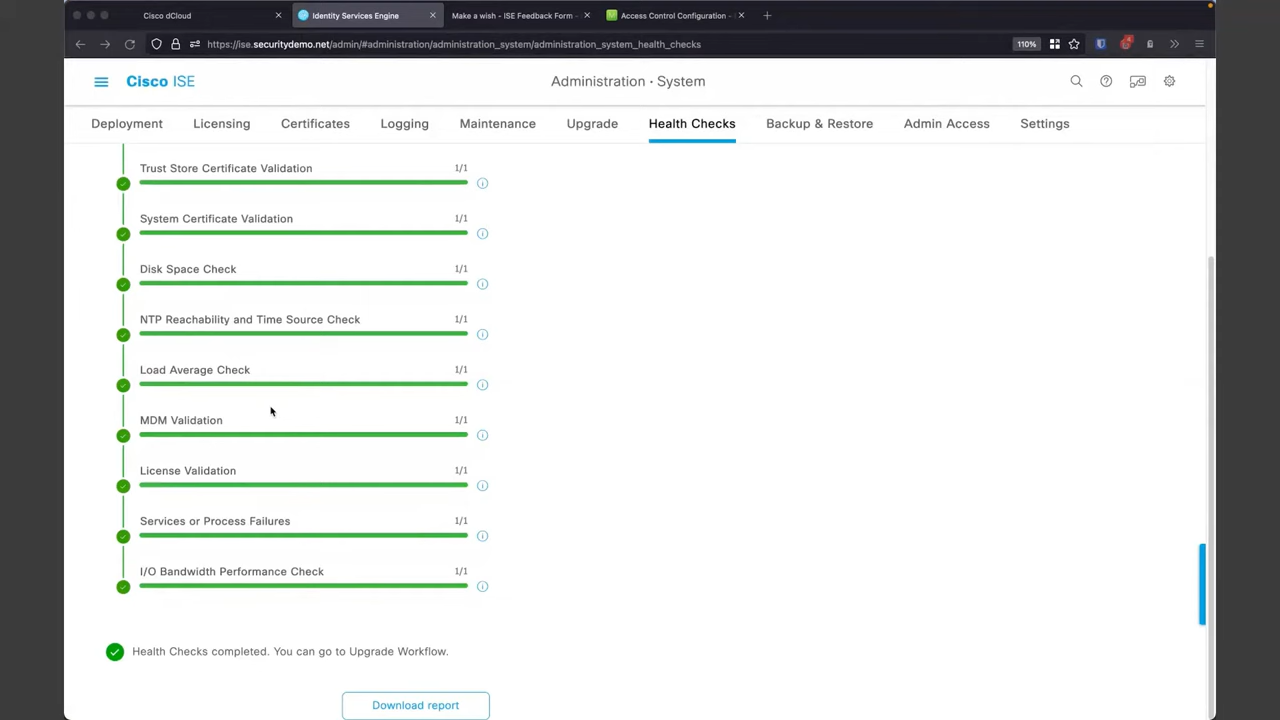 Cisco dCloud
Identity Services Engine
Make a wish - ISE Feedback Form -
Access Control Configuration -
https://ise.securitydemo.net/admin/#administration/administration_system/administration_system_health_checks
110%
4
Cisco ISE
Administration · System
Deployment
Licensing
Certificates
Logging
Maintenance
Upgrade
Health Checks
Backup & Restore
Admin Access
Settings
Trust Store Certificate Validation 1/1
System Certificate Validation 1/1
Disk Space Check 1/1
NTP Reachability and Time Source Check 1/1
Load Average Check 1/1
MDM Validation 1/1
License Validation 1/1
Services or Process Failures 1/1
I/O Bandwidth Performance Check 1/1
Health Checks completed. You can go to Upgrade Workflow.
Download report